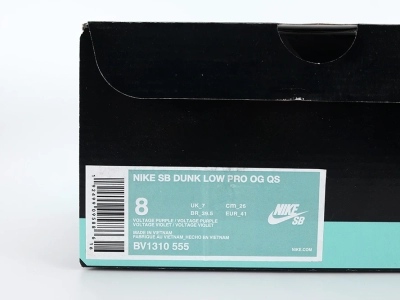 NIKE SB DUNK LOW PRO OG QS
8
UK 7 CM 26
BR 38.5 EUR 41
VOLTAGE PURPLE / VOLTAGE PURPLE
VOLTAGE VIOLET / VOLTAGE VIOLET
MADE IN VIETNAM
FABRIQUE AU VIETNAM, HECHO EN VIETNAM
BV1310 555
NIKE SB
NIKE.COM